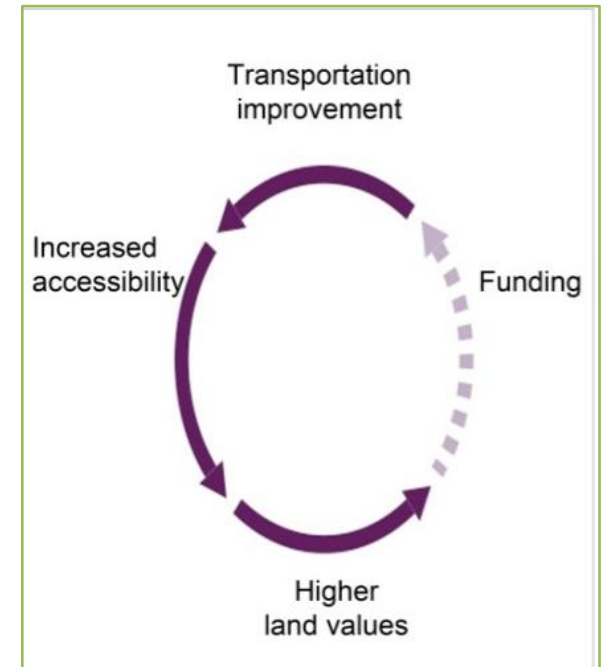 Transportation
improvement
Increased
accessibility
Funding
Higher
land values